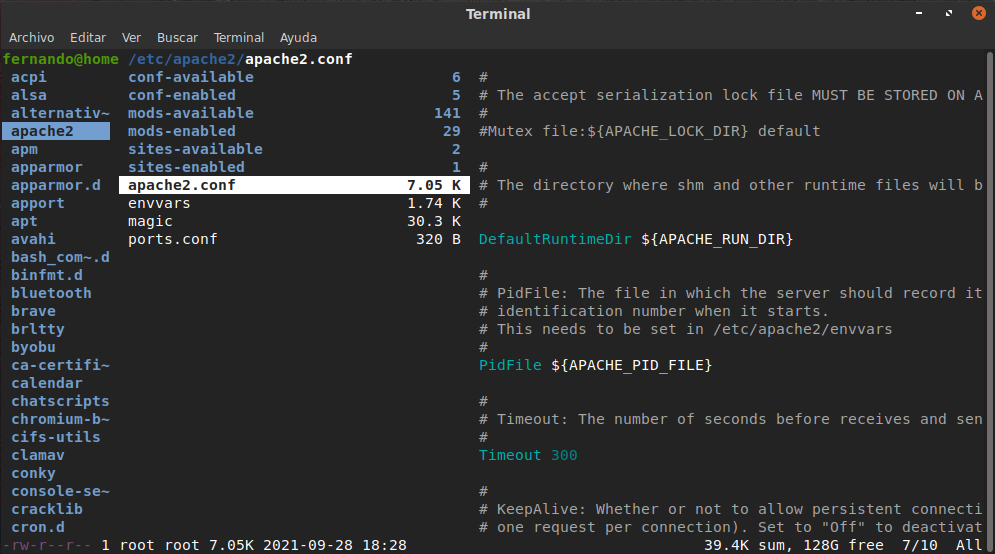 Terminal
Archivo Editar Ver Buscar Terminal Ayuda
fernando@home /etc/apache2/apache2.conf
acpi conf-available 6 #
alsa conf-enabled 5 # The accept serialization lock file MUST BE STORED ON A
alternativ~ mods-available 141 #
apache2 mods-enabled 29 #Mutex file:${APACHE_LOCK_DIR} default
apm sites-available 2
apparmor sites-enabled 1 #
apparmor.d apache2.conf 7.05 K # The directory where shm and other runtime files will b
apport envvars 1.74 K #
apt magic 30.3 K
avahi ports.conf 320 B DefaultRuntimeDir ${APACHE_RUN_DIR}
bash_com~.d
binfmt.d #
bluetooth # PidFile: The file in which the server should record it
brave # identification number when it starts.
brltty # This needs to be set in /etc/apache2/envvars
byobu #
ca-certifi~ PidFile ${APACHE_PID_FILE}
calendar
chatscripts #
chromium-b~ # Timeout: The number of seconds before receives and sen
cifs-utils #
clamav Timeout 300
conky
console-se~ #
cracklib # KeepAlive: Whether or not to allow persistent connecti
cron.d # one request per connection). Set to "Off" to deactivat
-rw-r--r-- 1 root root 7.05K 2021-09-28 18:28 39.4K sum, 128G free 7/10 All